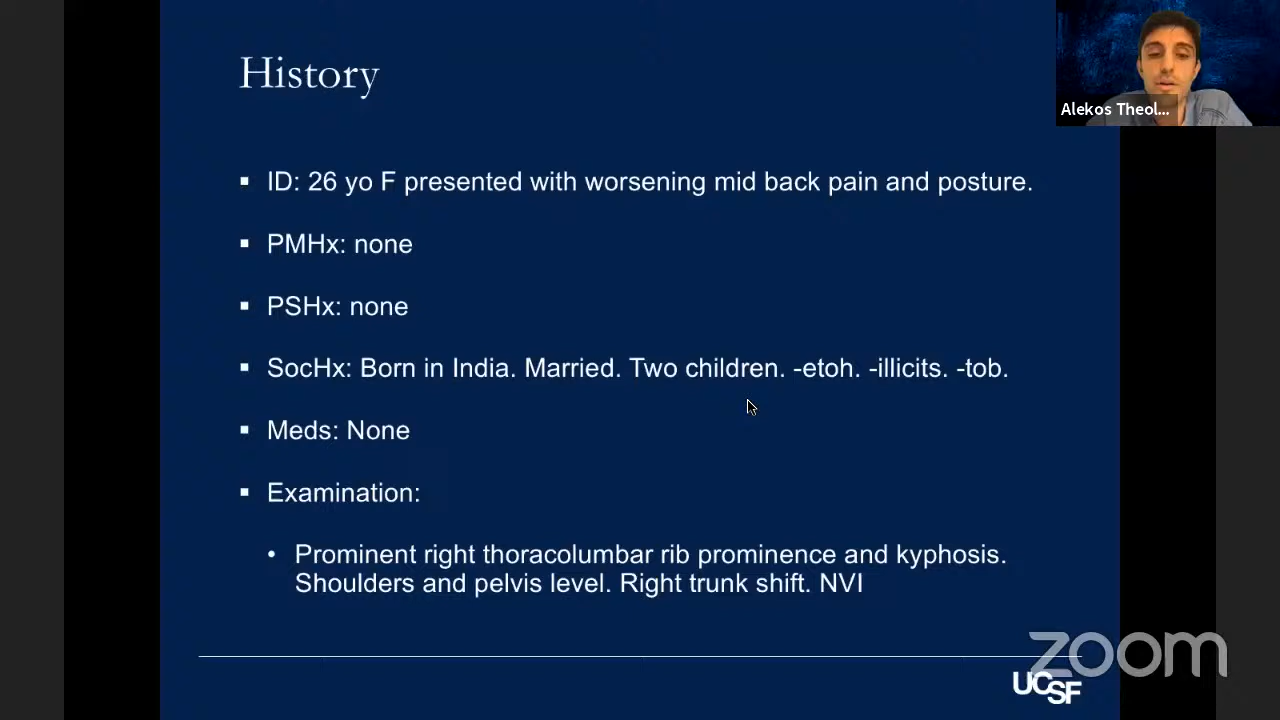 History
Alekos Theol...
ID: 26 yo F presented with worsening mid back pain and posture.
PMHx: none
PSHx: none
SocHx: Born in India. Married. Two children. -etoh. -illicits. -tob.
Meds: None
Examination:
Prominent right thoracolumbar rib prominence and kyphosis.
Shoulders and pelvis level. Right trunk shift. NVI
zoom
UCSF